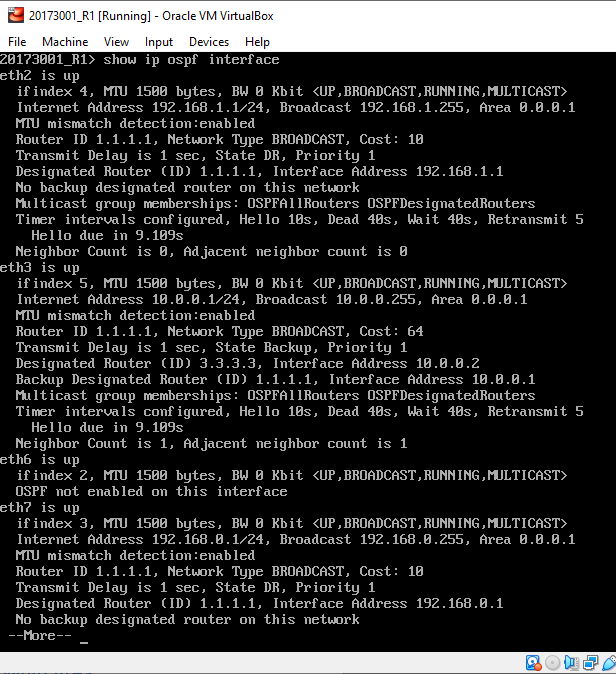 20173001_R1 [Running] - Oracle VM VirtualBox
File Machine View Input Devices Help
20173001_R1> show ip ospf interface
eth2 is up
  ifindex 4, MTU 1500 bytes, BW 0 Kbit <UP,BROADCAST,RUNNING,MULTICAST>
  Internet Address 192.168.1.1/24, Broadcast 192.168.1.255, Area 0.0.0.1
  MTU mismatch detection:enabled
  Router ID 1.1.1.1, Network Type BROADCAST, Cost: 10
  Transmit Delay is 1 sec, State DR, Priority 1
  Designated Router (ID) 1.1.1.1, Interface Address 192.168.1.1
  No backup designated router on this network
  Multicast group memberships: OSPFAllRouters OSPFDesignatedRouters
  Timer intervals configured, Hello 10s, Dead 40s, Wait 40s, Retransmit 5
    Hello due in 9.109s
  Neighbor Count is 0, Adjacent neighbor count is 0
eth3 is up
  ifindex 5, MTU 1500 bytes, BW 0 Kbit <UP,BROADCAST,RUNNING,MULTICAST>
  Internet Address 10.0.0.1/24, Broadcast 10.0.0.255, Area 0.0.0.1
  MTU mismatch detection:enabled
  Router ID 1.1.1.1, Network Type BROADCAST, Cost: 64
  Transmit Delay is 1 sec, State Backup, Priority 1
  Designated Router (ID) 3.3.3.3, Interface Address 10.0.0.2
  Backup Designated Router (ID) 1.1.1.1, Interface Address 10.0.0.1
  Multicast group memberships: OSPFAllRouters OSPFDesignatedRouters
  Timer intervals configured, Hello 10s, Dead 40s, Wait 40s, Retransmit 5
    Hello due in 9.109s
  Neighbor Count is 1, Adjacent neighbor count is 1
eth6 is up
  ifindex 2, MTU 1500 bytes, BW 0 Kbit <UP,BROADCAST,RUNNING,MULTICAST>
  OSPF not enabled on this interface
eth7 is up
  ifindex 3, MTU 1500 bytes, BW 0 Kbit <UP,BROADCAST,RUNNING,MULTICAST>
  Internet Address 192.168.0.1/24, Broadcast 192.168.0.255, Area 0.0.0.1
  MTU mismatch detection:enabled
  Router ID 1.1.1.1, Network Type BROADCAST, Cost: 10
  Transmit Delay is 1 sec, State DR, Priority 1
  Designated Router (ID) 1.1.1.1, Interface Address 192.168.0.1
  No backup designated router on this network
 --More-- _